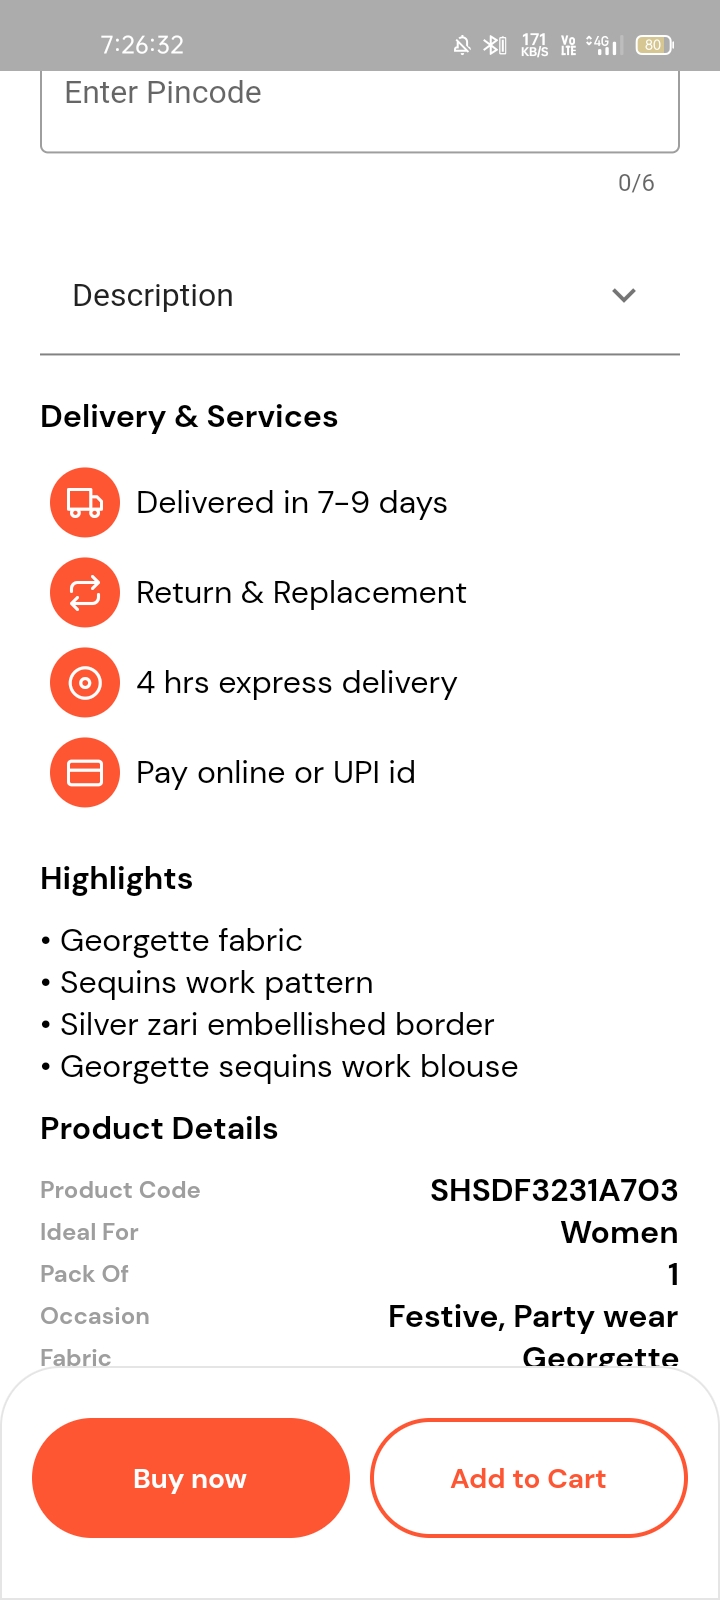 7:26:32
171
KB/S
Vo
LTE
4G
80
Enter Pincode
0/6
Description
Delivery & Services
Delivered in 7-9 days
Return & Replacement
4 hrs express delivery
Pay online or UPI id
Highlights
• Georgette fabric
• Sequins work pattern
• Silver zari embellished border
• Georgette sequins work blouse
Product Details
Product Code SHSDF3231A703
Ideal For Women
Pack Of 1
Occasion Festive, Party wear
Fabric Georgette
Buy now Add to Cart